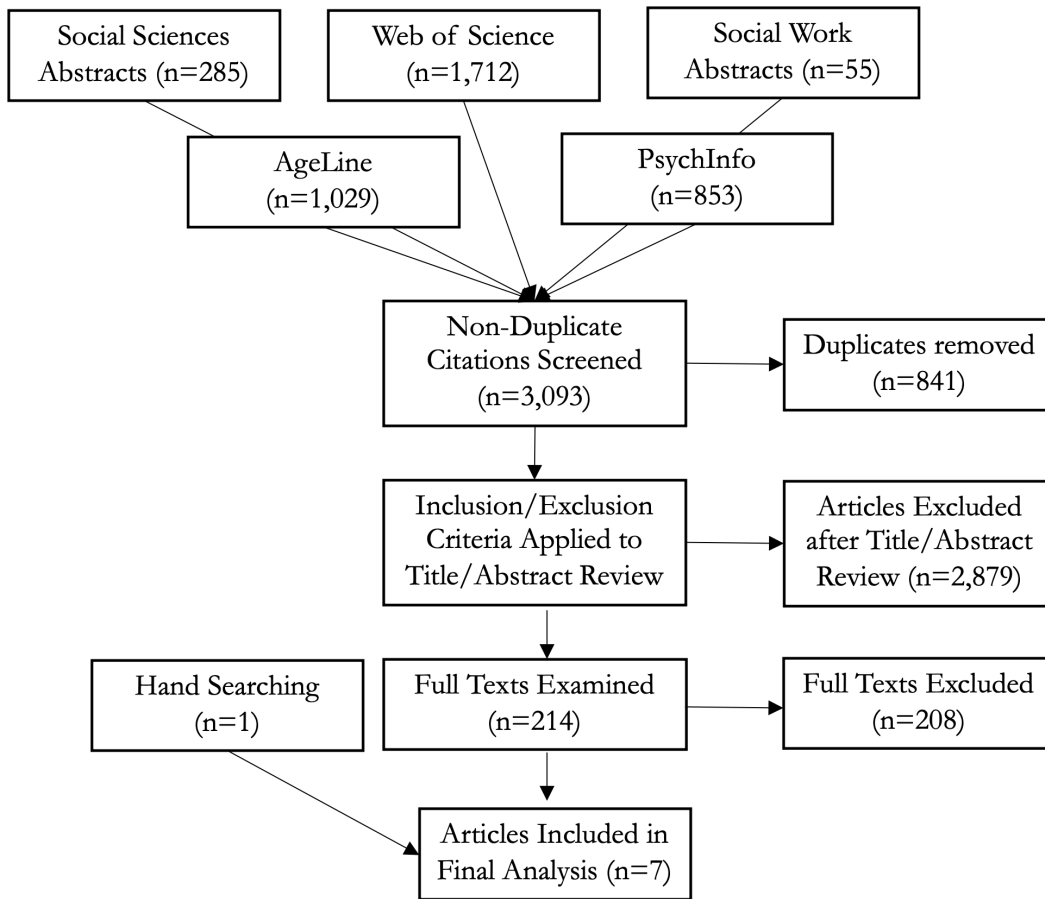 Social Sciences
Abstracts (n=285)
Web of Science
(n=1,712)
Social Work
Abstracts (n=55)
AgeLine
(n=1,029)
PsychInfo
(n=853)
Non-Duplicate
Citations Screened
(n=3,093)
Duplicates removed
(n=841)
Inclusion/Exclusion
Criteria Applied to
Title/Abstract Review
Articles Excluded
after Title/Abstract
Review (n=2,879)
Hand Searching
(n=1)
Full Texts Examined
(n=214)
Full Texts Excluded
(n=208)
Articles Included in
Final Analysis (n=7)